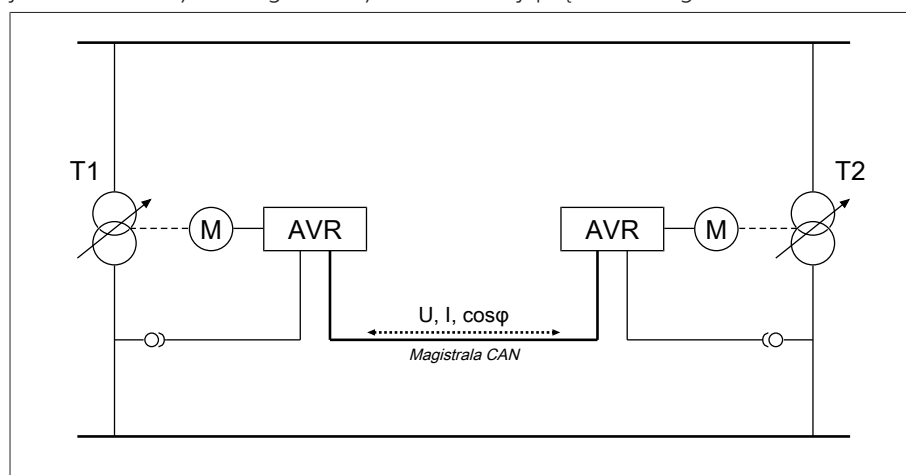 T1
T2
M
AVR
AVR
M
U, I, cosφ
Magistrala CAN